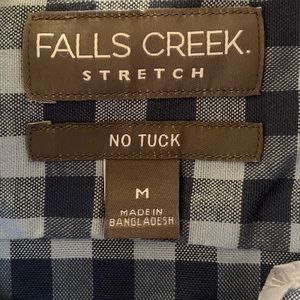 FALLS CREEK.
STRETCH
NO TUCK
M
MADE IN
BANGLADESH